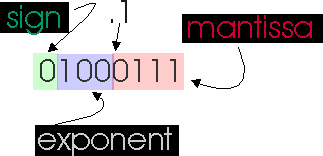 sign
.1
mantissa
01000111
exponent